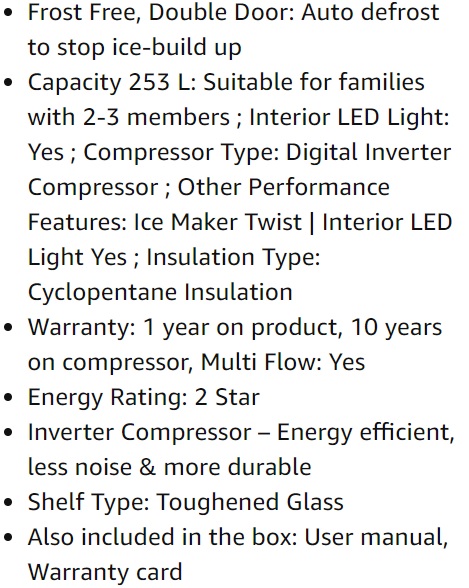 • Frost Free, Double Door: Auto defrost
to stop ice-build up
• Capacity 253 L: Suitable for families
with 2-3 members ; Interior LED Light:
Yes ; Compressor Type: Digital Inverter
Compressor ; Other Performance
Features: Ice Maker Twist | Interior LED
Light Yes ; Insulation Type:
Cyclopentane Insulation
• Warranty: 1 year on product, 10 years
on compressor, Multi Flow: Yes
• Energy Rating: 2 Star
• Inverter Compressor – Energy efficient,
less noise & more durable
• Shelf Type: Toughened Glass
• Also included in the box: User manual,
Warranty card